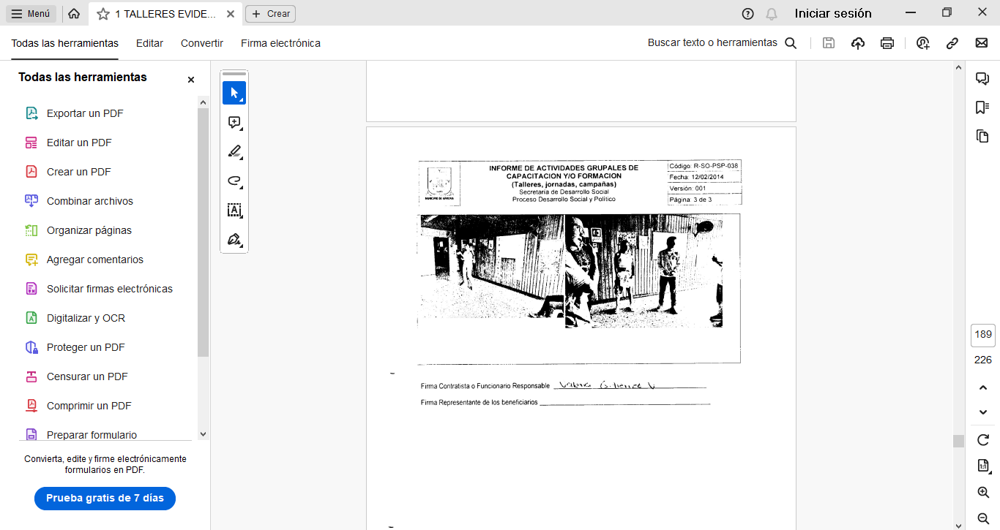 Menú
1 TALLERES EVIDE...
Crear
Iniciar sesión
Todas las herramientas
Editar
Convertir
Firma electrónica
Buscar texto o herramientas
Todas las herramientas
Exportar un PDF
Editar un PDF
Crear un PDF
Combinar archivos
Organizar páginas
Agregar comentarios
Solicitar firmas electrónicas
Digitalizar y OCR
Proteger un PDF
Censurar un PDF
Comprimir un PDF
Preparar formulario
Convierta, edite y firme electrónicamente
formularios en PDF.
Prueba gratis de 7 días
MUNICIPIO DE ARMENIA
INFORME DE ACTIVIDADES GRUPALES DE
CAPACITACION Y/O FORMACION
(Talleres, jornadas, campañas)
Secretaria de Desarrollo Social
Proceso Desarrollo Social y Político
Código: R-SO-PSP-038
Fecha: 12/02/2014
Versión: 001
Página: 3 de 3
Firma Contratista o Funcionario Responsable
Firma Representante de los beneficiarios
189
226
1:1